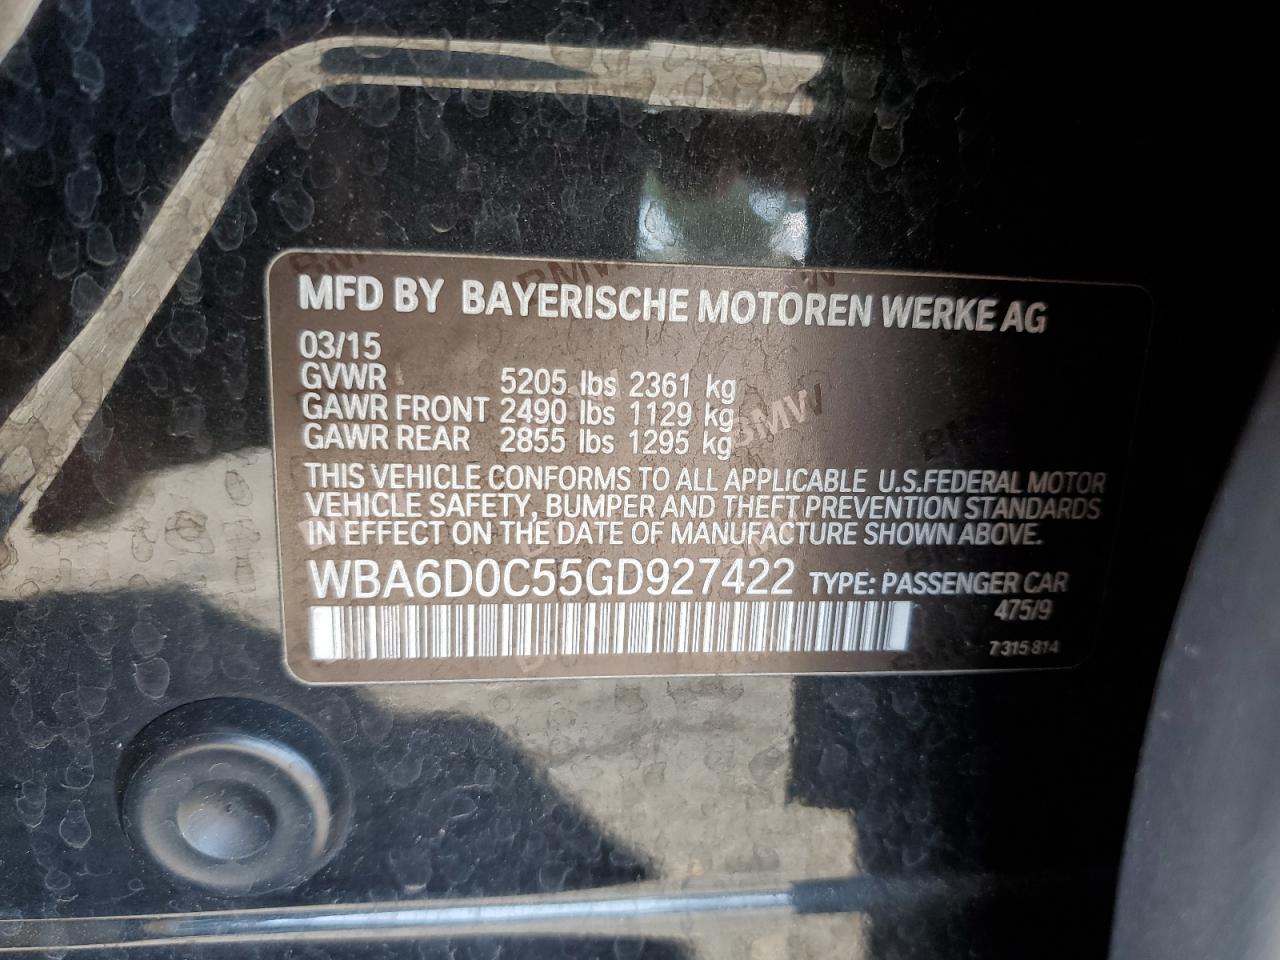 MFD BY BAYERISCHE MOTOREN WERKE AG
03/15
GVWR 5205 lbs 2361 kg
GAWR FRONT 2490 lbs 1129 kg
GAWR REAR 2855 lbs 1295 kg
THIS VEHICLE CONFORMS TO ALL APPLICABLE U.S.FEDERAL MOTOR
VEHICLE SAFETY, BUMPER AND THEFT PREVENTION STANDARDS
IN EFFECT ON THE DATE OF MANUFACTURE SHOWN ABOVE.
WBA6D0C55GD927422 TYPE: PASSENGER CAR
475/9
7 315 814